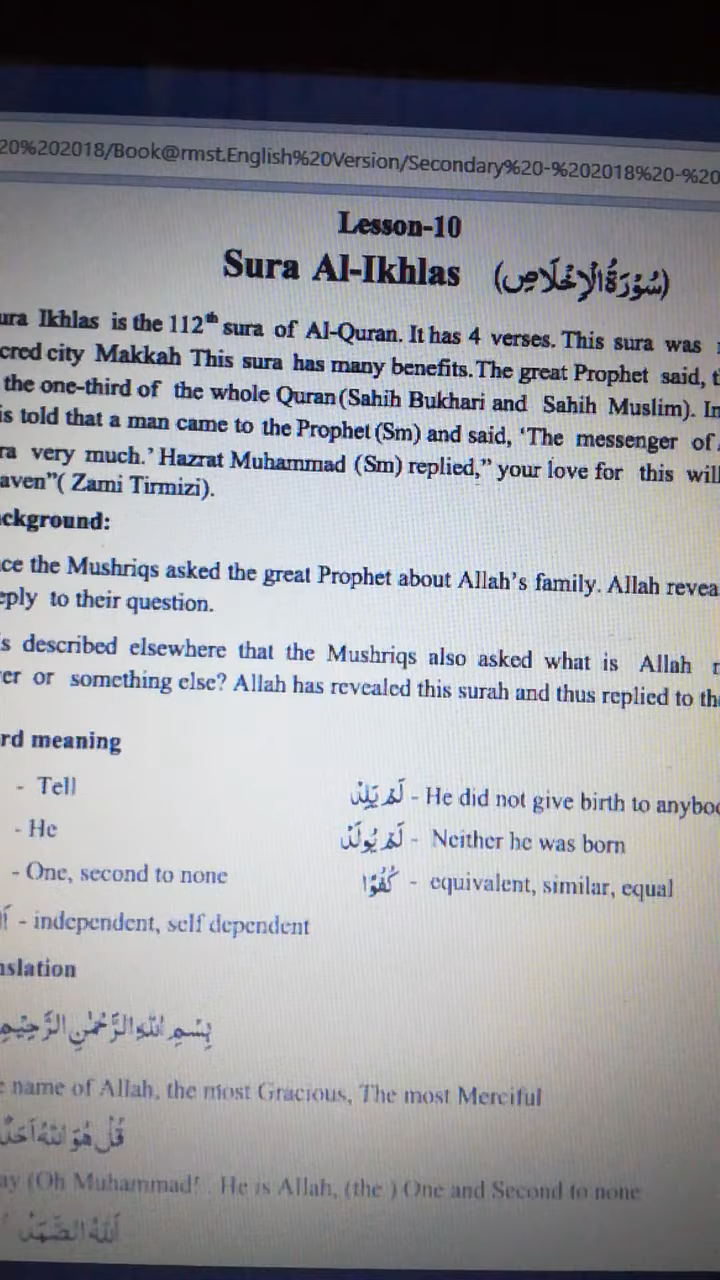 20%202018/Book@rmst.English%20Version/Secondary%20-%202018%20-%20
Lesson-10
Sura Al-Ikhlas (سُوْرَةُ الْإِخْلَاصِ)
ura Ikhlas is the 112th sura of Al-Quran. It has 4 verses. This sura was
cred city Makkah This sura has many benefits. The great Prophet said, t
the one-third of the whole Quran (Sahih Bukhari and Sahih Muslim). In
is told that a man came to the Prophet (Sm) and said, ‘The messenger of
ra very much.’ Hazrat Muhammad (Sm) replied,” your love for this will
aven”( Zami Tirmizi).
ckground:
ce the Mushriqs asked the great Prophet about Allah’s family. Allah revea
eply to their question.
s described elsewhere that the Mushriqs also asked what is Allah
er or something else? Allah has revealed this surah and thus replied to th
rd meaning
- Tell
لَمْ يَلِدْ - He did not give birth to anyboo
- He
لَمْ يُولَدْ - Neither he was born
- One, second to none
كُفُوًا - equivalent, similar, equal
- independent, self dependent
nslation
بِسْمِ اللهِ الرَّحْمٰنِ الرَّحِيْمِ
name of Allah, the most Gracious, The most Merciful
قُلْ هُوَ اللهُ اَحَدٌ
ay (Oh Muhammad! . He is Allah, (the ) One and Second to none
اَللهُ الصَّمَدُ